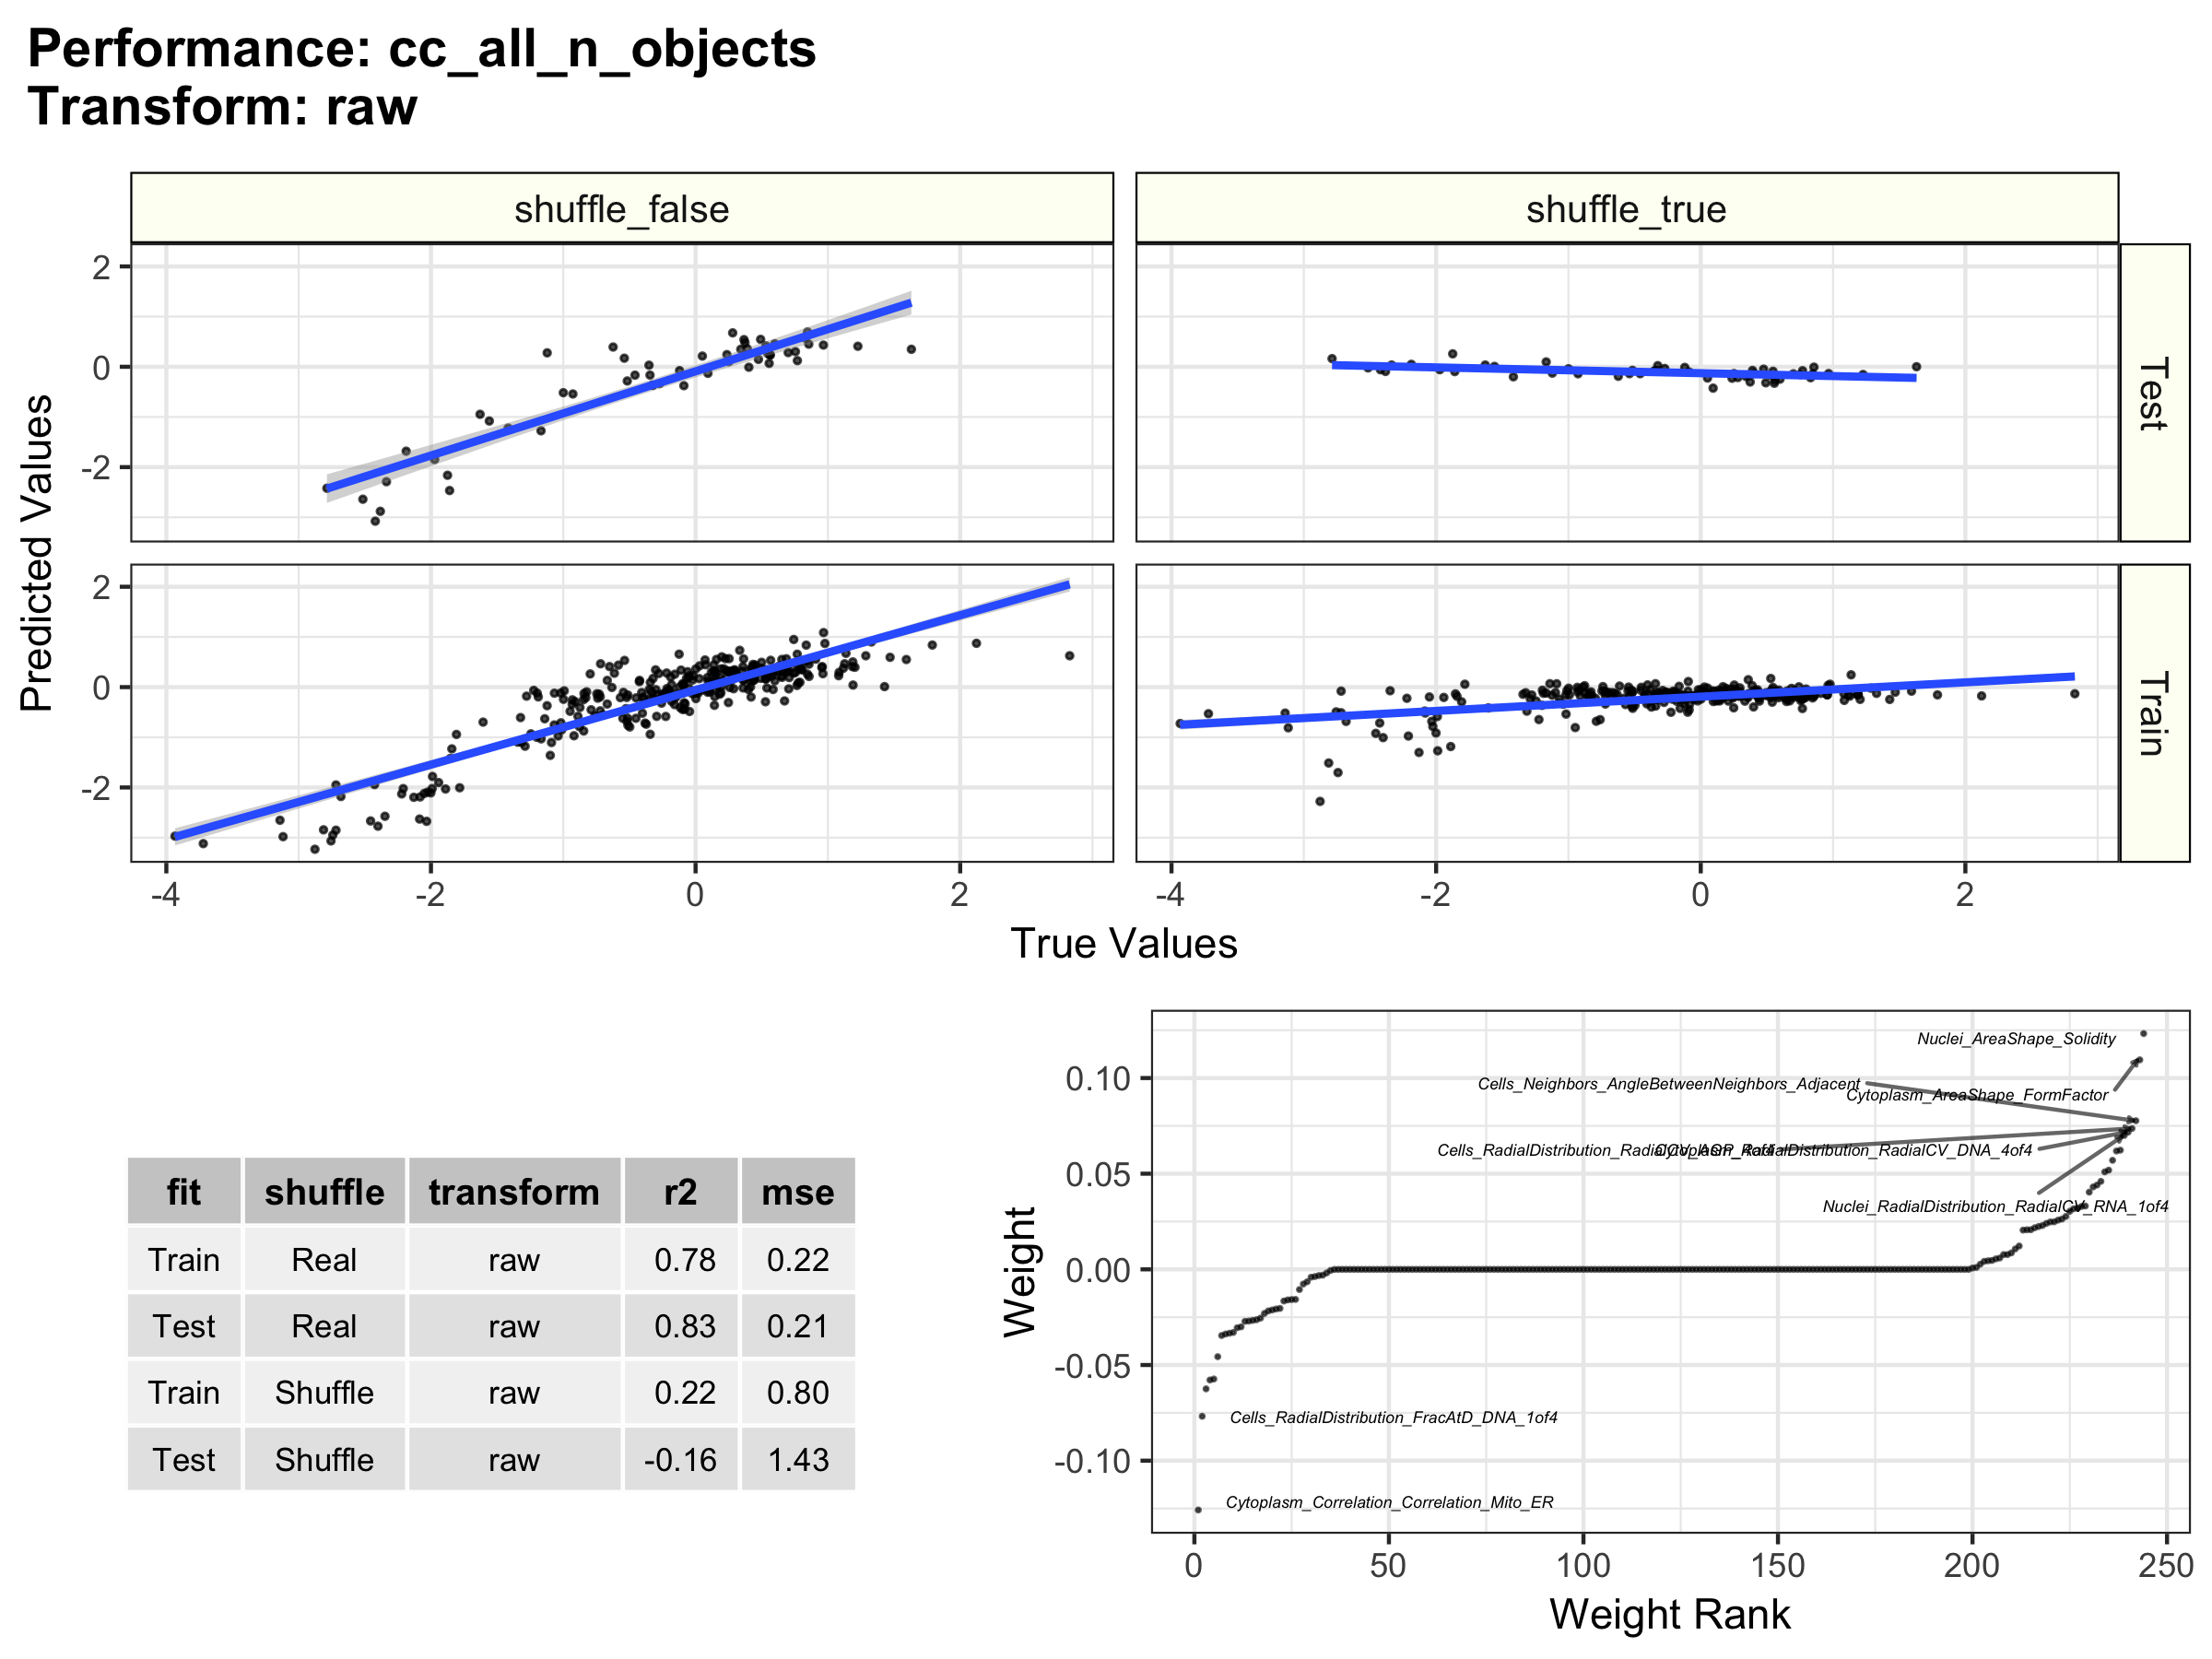 Performance: cc_all_n_objects
Transform: raw
shuffle_false
shuffle_true
2
0
-2
Test
2
0
-2
Train
Predicted Values
-4
-2
0
2
-4
-2
0
2
True Values
fit shuffle transform r2 mse
Train Real raw 0.78 0.22
Test Real raw 0.83 0.21
Train Shuffle raw 0.22 0.80
Test Shuffle raw -0.16 1.43
Weight
0.10
0.05
0.00
-0.05
-0.10
Nuclei_AreaShape_Solidity
Cells_Neighbors_AngleBetweenNeighbors_Adjacent
Cytoplasm_AreaShape_FormFactor
Cells_RadialDistribution_RadialCV_AGP_4of4
Cytoplasm_RadialDistribution_RadialCV_DNA_4of4
Nuclei_RadialDistribution_RadialCV_RNA_1of4
Cells_RadialDistribution_FracAtD_DNA_1of4
Cytoplasm_Correlation_Correlation_Mito_ER
0
50
100
150
200
250
Weight Rank